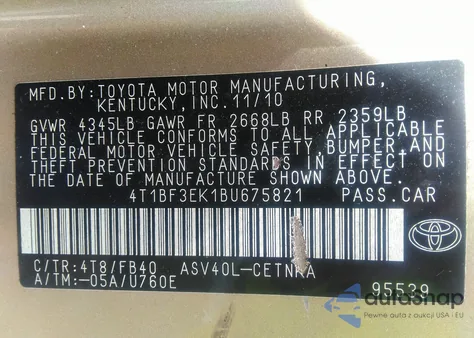 MFD.BY:TOYOTA MOTOR MANUFACTURING,
KENTUCKY,INC.11/10
GVWR 4345LB GAWR FR 2668LB RR 2359LB
THIS VEHICLE CONFORMS TO ALL APPLICABLE
FEDERAL MOTOR VEHICLE SAFETY,BUMPER,AND
THEFT PREVENTION STANDARDS IN EFFECT ON
THE DATE OF MANUFACTURE SHOWN ABOVE.
4T1BF3EK1BU675821 PASS.CAR
C/TR:4T8/FB40 ASV40L-CETNKA
A/TM:-05A/U760E 95539
TOYOTA
autosnap
Pewne auta z USA i EU